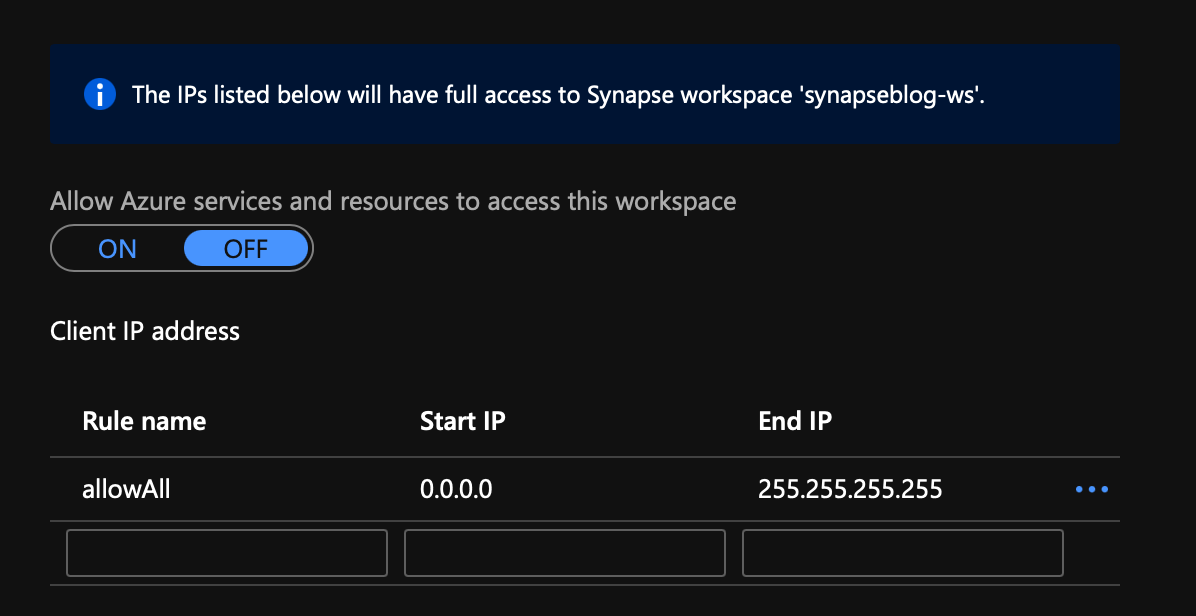 The IPs listed below will have full access to Synapse workspace 'synapseblog-ws'.
Allow Azure services and resources to access this workspace
ON OFF
Client IP address
Rule name Start IP End IP
allowAll 0.0.0.0 255.255.255.255